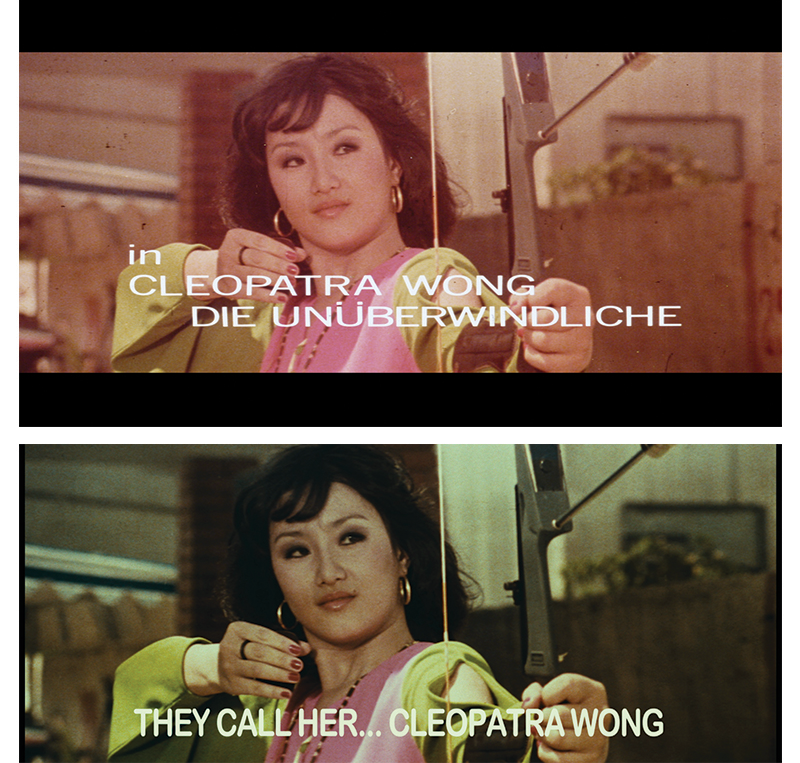 in
CLEOPATRA WONG
DIE UNÜBERWINDLICHE
THEY CALL HER... CLEOPATRA WONG